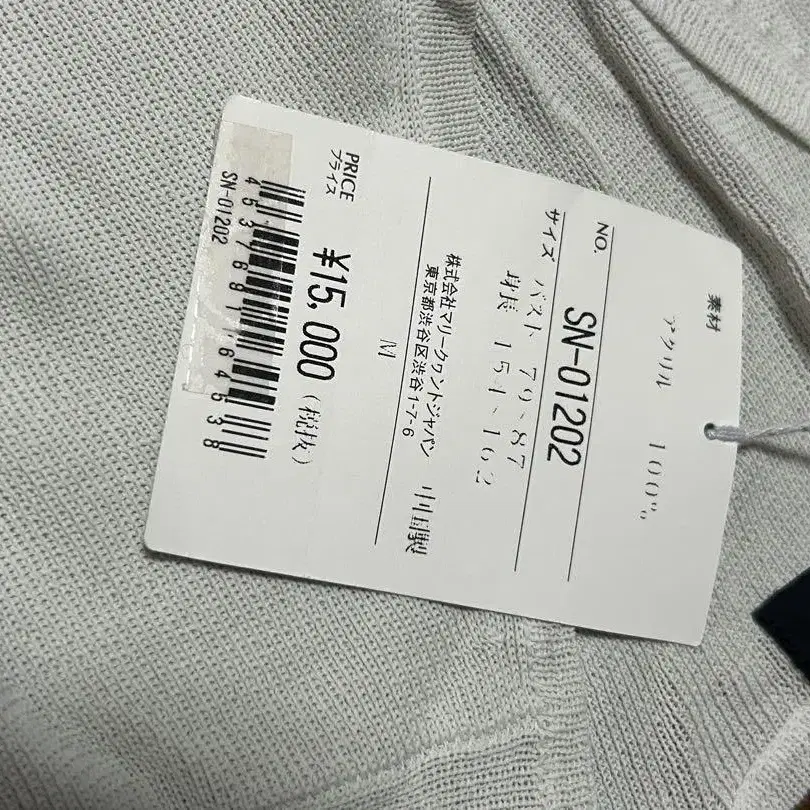 素材
アクリル 100%
NO.
SN-01202
サイズ バスト 79~87
身長 154~162
中国製
株式会社マリークヮントジャパン
東京都渋谷区渋谷1-7-6
M
PRICE
プライス
¥15,000(税抜)
4537681764538
SN-01202